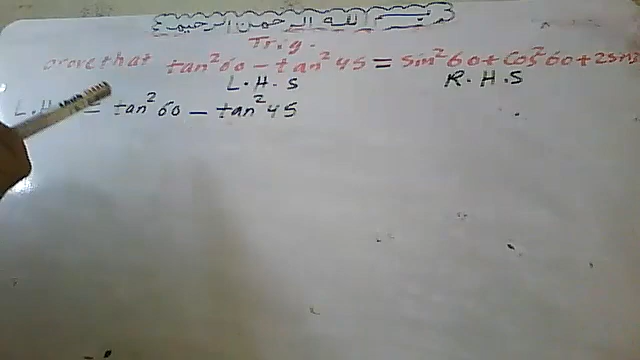 بسم الله الرحمن الرحيم
Trig.
prove that tan²60 - tan²45 = sin²60 + cos²60 + 2sin
L.H.S R.H.S
L.H = tan²60 - tan²45